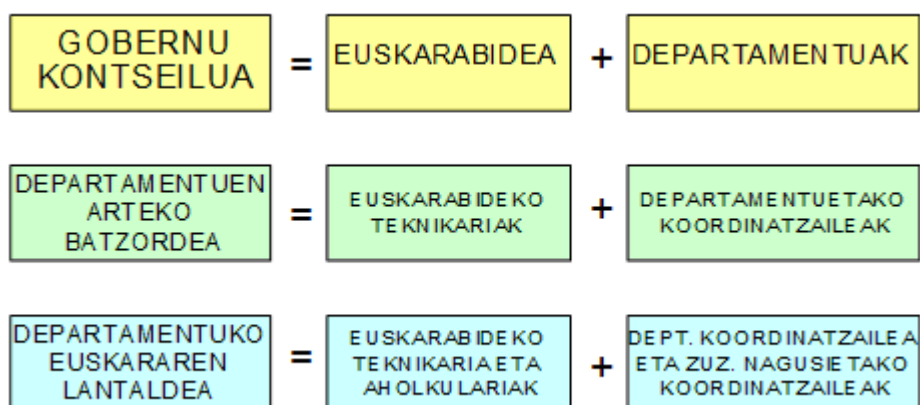 GOBERNU
KONTSEILUA
=
EUSKARABIDEA
+
DEPARTAMENTUAK
DEPARTAMENTUEN
ARTEKO
BATZORDEA
=
EUSKARABIDEKO
TEKNIKARIAK
+
DEPARTAMENTUETAKO
KOORDINATZAILEAK
DEPARTAMENTUKO
EUSKARAREN
LANTALDEA
=
EUSKARABIDEKO
TEKNIKARIA ETA
AHOLKULARIAK
+
DEPT. KOORDINATZAILEA
ETA ZUZ. NAGUSIETAKO
KOORDINATZAILEAK